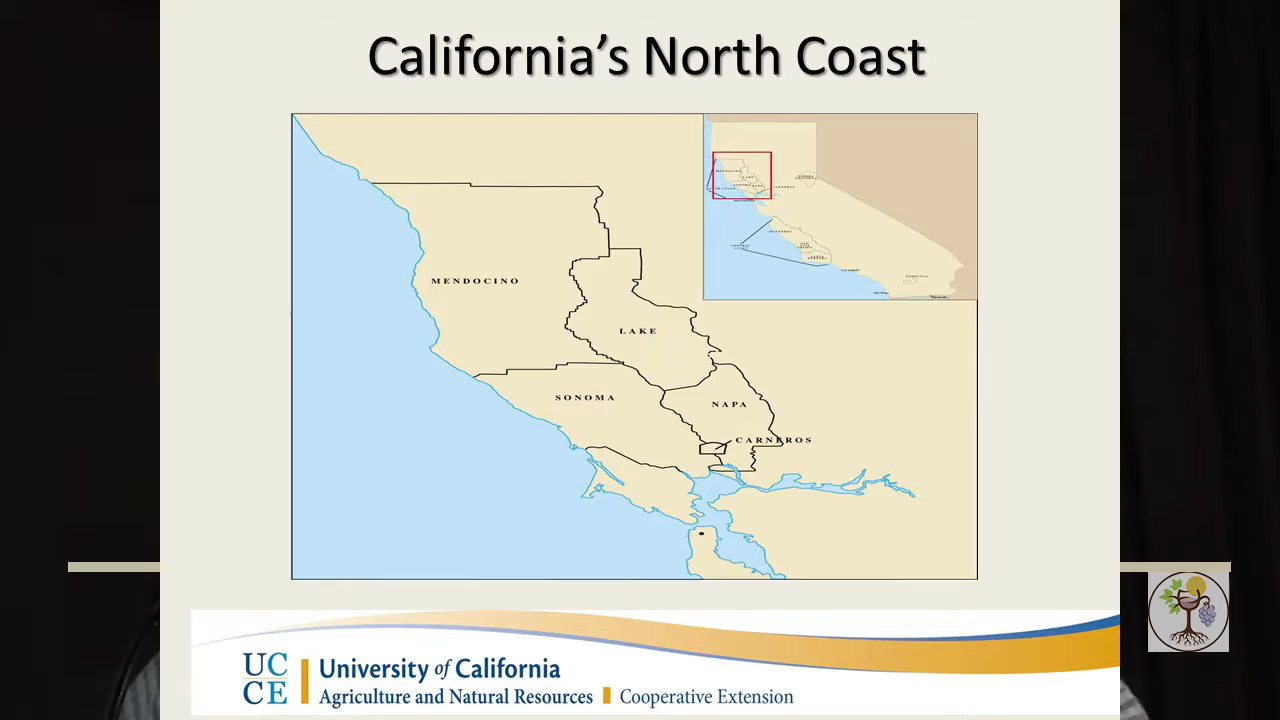 California's North Coast
MENDOCINO
LAKE
SONOMA
NAPA
CARNEROS
UC
CE
University of California
Agriculture and Natural Resources
Cooperative Extension